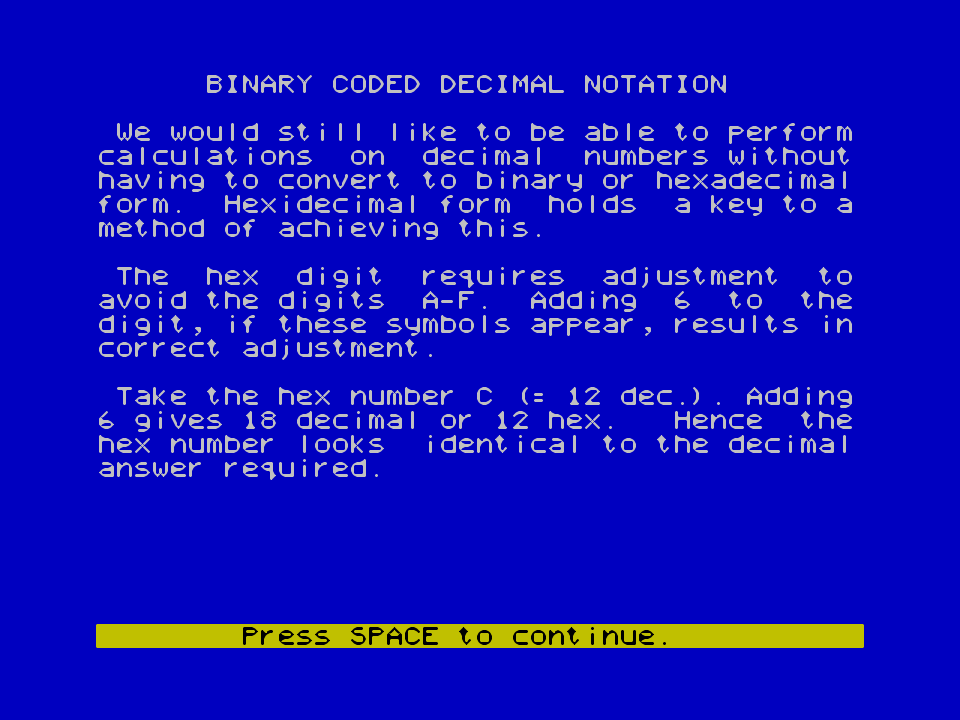 BINARY CODED DECIMAL NOTATION
We would still like to be able to perform
calculations on decimal numbers without
having to convert to binary or hexadecimal
form. Hexidecimal form holds a key to a
method of achieving this.
The hex digit requires adjustment to
avoid the digits A-F. Adding 6 to the
digit, if these symbols appear, results in
correct adjustment.
Take the hex number C (= 12 dec.). Adding
6 gives 18 decimal or 12 hex. Hence the
hex number looks identical to the decimal
answer required.
Press SPACE to continue.